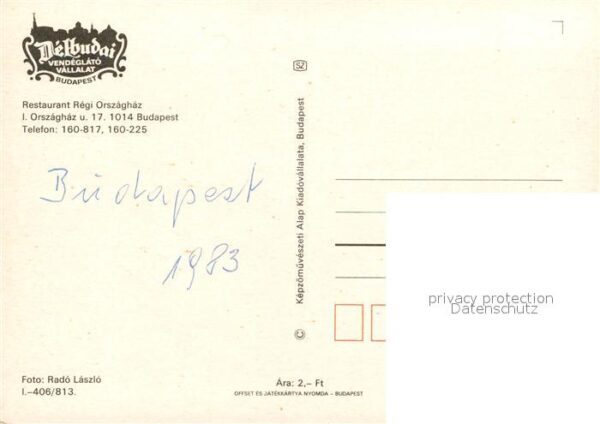 Délbudai
VENDÉGLÁTÓ
VÁLLALAT
BUDAPEST
Restaurant Régi Országház
I. Országház u. 17. 1014 Budapest
Telefon: 160-817, 160-225
Budapest
1983
Foto: Radó László
I.–406/813.
SZ
© Képzőművészeti Alap Kiadóvállalata, Budapest
Ára: 2,– Ft
OFFSET ÉS JÁTÉKKÁRTYA NYOMDA – BUDAPEST
privacy protection
Datenschutz